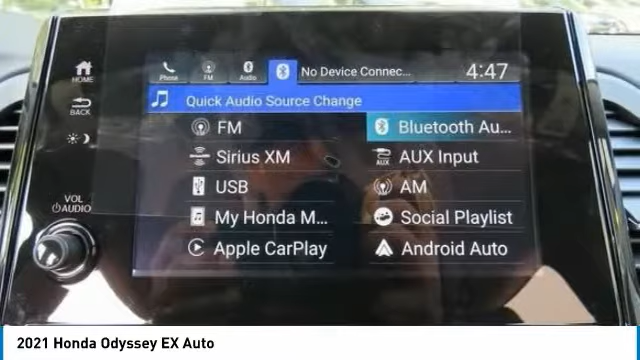 HOME
BACK
VOL
AUDIO
Phone
FM
Audio
No Device Connec...
4:47
Quick Audio Source Change
FM
Bluetooth Au...
Sirius XM
AUX
AUX Input
USB
AM
My Honda M...
Social Playlist
Apple CarPlay
Android Auto
2021 Honda Odyssey EX Auto